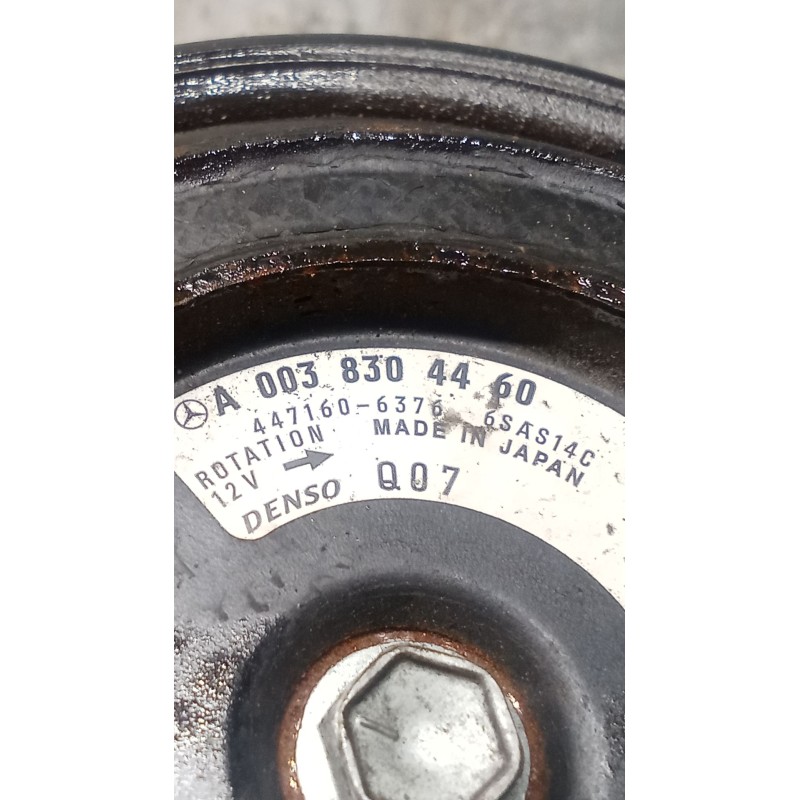 A 003 830 44 60
447160-6376 6SAS14C
ROTATION MADE IN JAPAN
12V
DENSO Q07